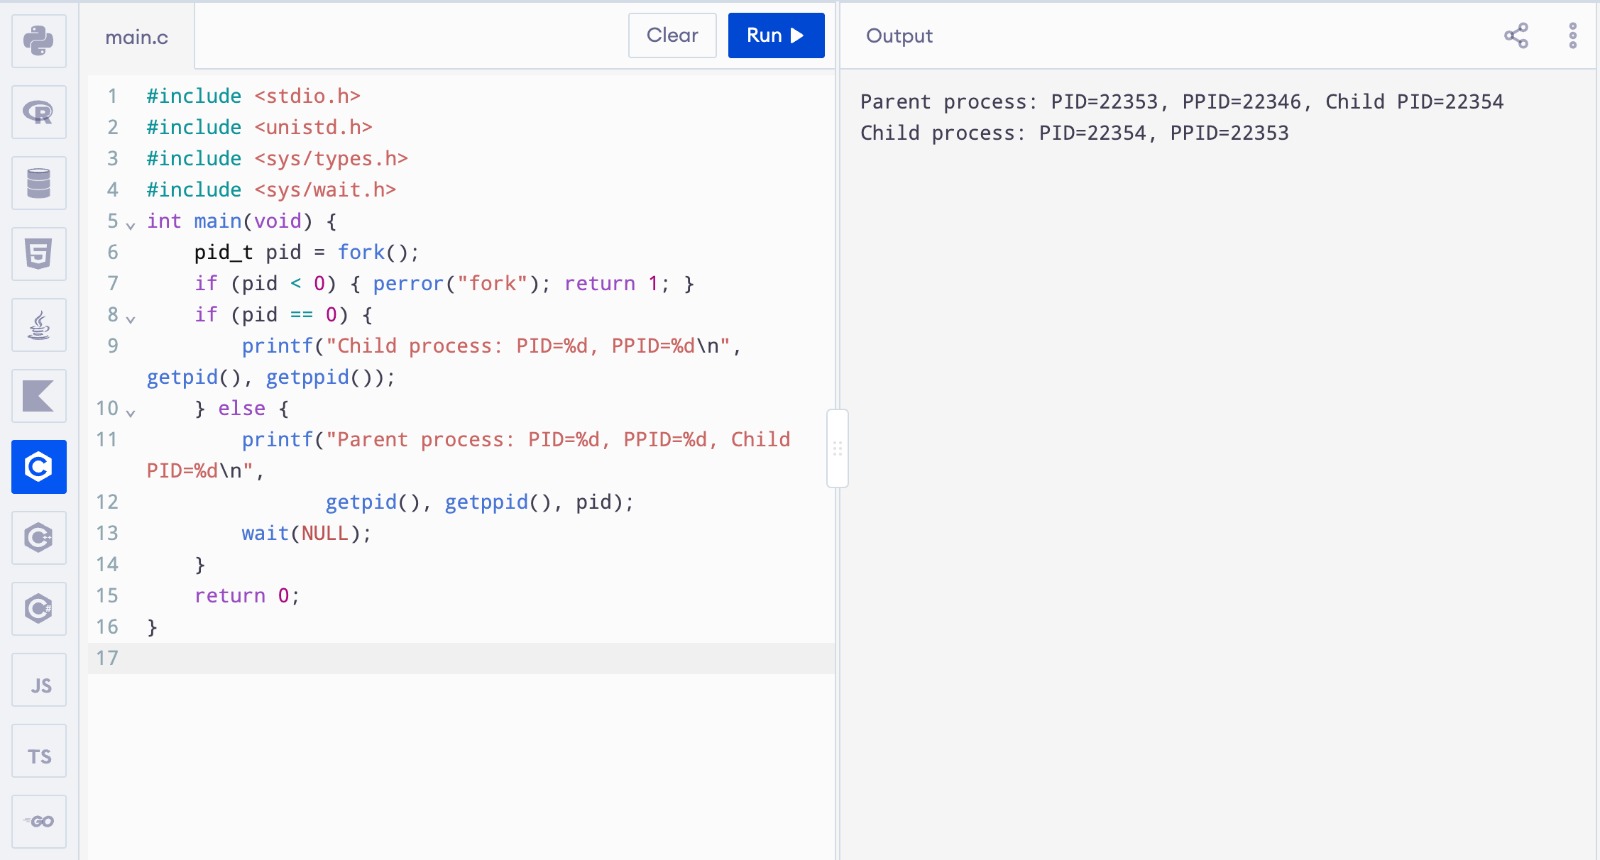 main.c
Clear
Run
Output
1 #include <stdio.h>
2 #include <unistd.h>
3 #include <sys/types.h>
4 #include <sys/wait.h>
5 int main(void) {
6     pid_t pid = fork();
7     if (pid < 0) { perror("fork"); return 1; }
8     if (pid == 0) {
9         printf("Child process: PID=%d, PPID=%d\n",
getpid(), getppid());
10     } else {
11         printf("Parent process: PID=%d, PPID=%d, Child
PID=%d\n",
12                getpid(), getppid(), pid);
13         wait(NULL);
14     }
15     return 0;
16 }
17
Parent process: PID=22353, PPID=22346, Child PID=22354
Child process: PID=22354, PPID=22353
R
5
C
C++
C#
JS
TS
GO